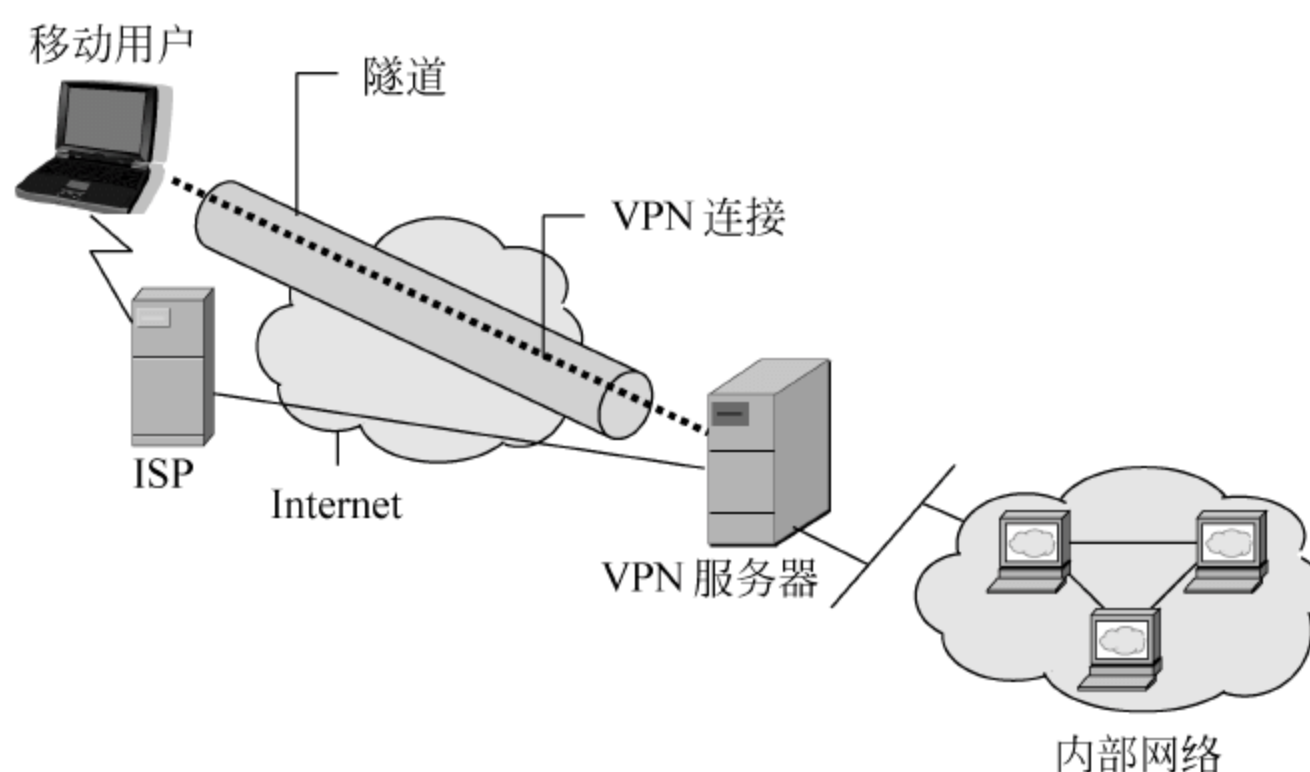 移动用户
隧道
VPN 连接
ISP
Internet
VPN 服务器
内部网络